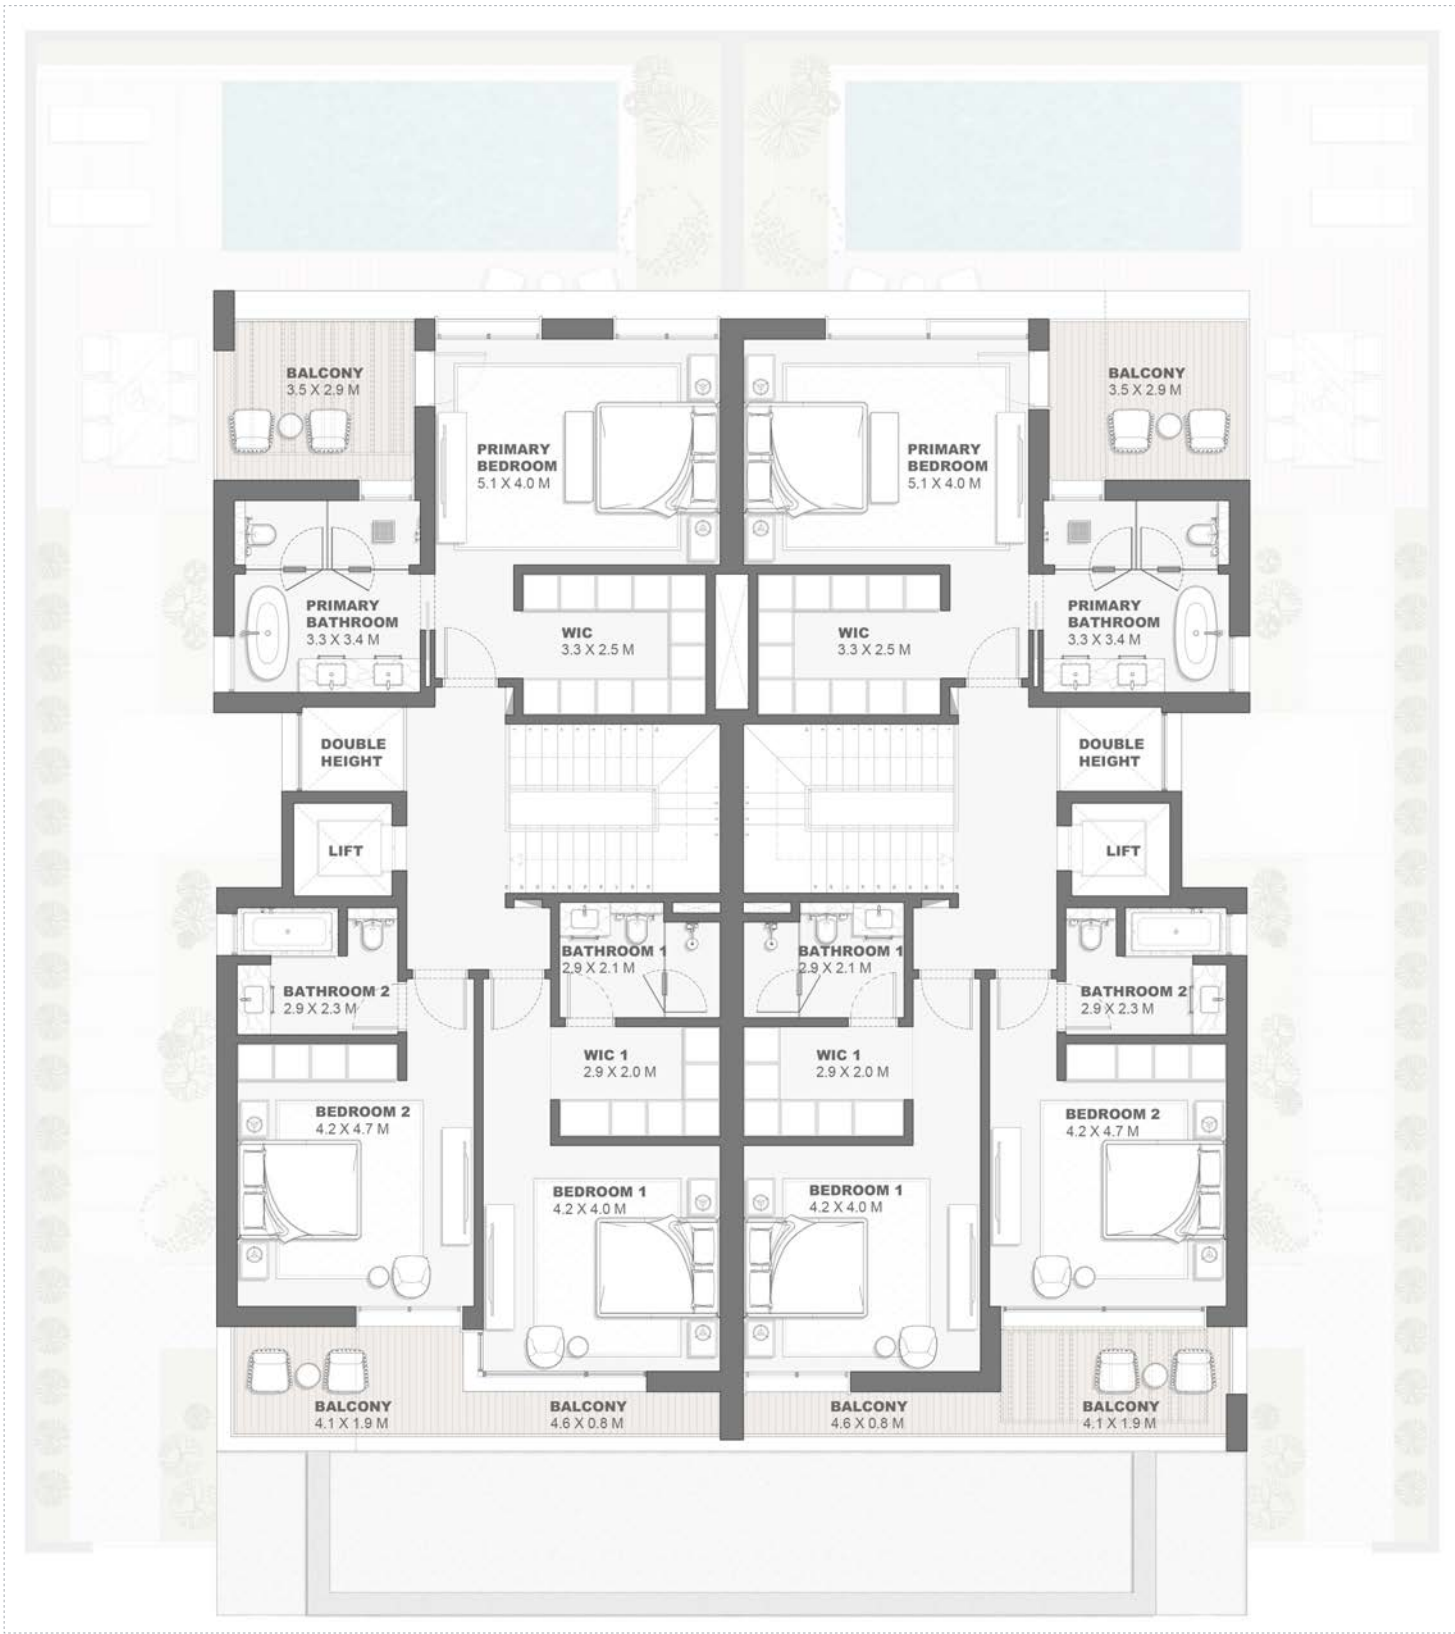 BALCONY
3.5 X 2.9 M
BALCONY
3.5 X 2.9 M
PRIMARY
BEDROOM
5.1 X 4.0 M
PRIMARY
BEDROOM
5.1 X 4.0 M
PRIMARY
BATHROOM
3.3 X 3.4 M
WIC
3.3 X 2.5 M
WIC
3.3 X 2.5 M
PRIMARY
BATHROOM
3.3 X 3.4 M
DOUBLE
HEIGHT
DOUBLE
HEIGHT
LIFT
LIFT
BATHROOM 1
2.9 X 2.1 M
BATHROOM 1
2.9 X 2.1 M
BATHROOM 2
2.9 X 2.3 M
BATHROOM 2
2.9 X 2.3 M
WIC 1
2.9 X 2.0 M
WIC 1
2.9 X 2.0 M
BEDROOM 2
4.2 X 4.7 M
BEDROOM 2
4.2 X 4.7 M
BEDROOM 1
4.2 X 4.0 M
BEDROOM 1
4.2 X 4.0 M
BALCONY
4.1 X 1.9 M
BALCONY
4.6 X 0.8 M
BALCONY
4.6 X 0.8 M
BALCONY
4.1 X 1.9 M